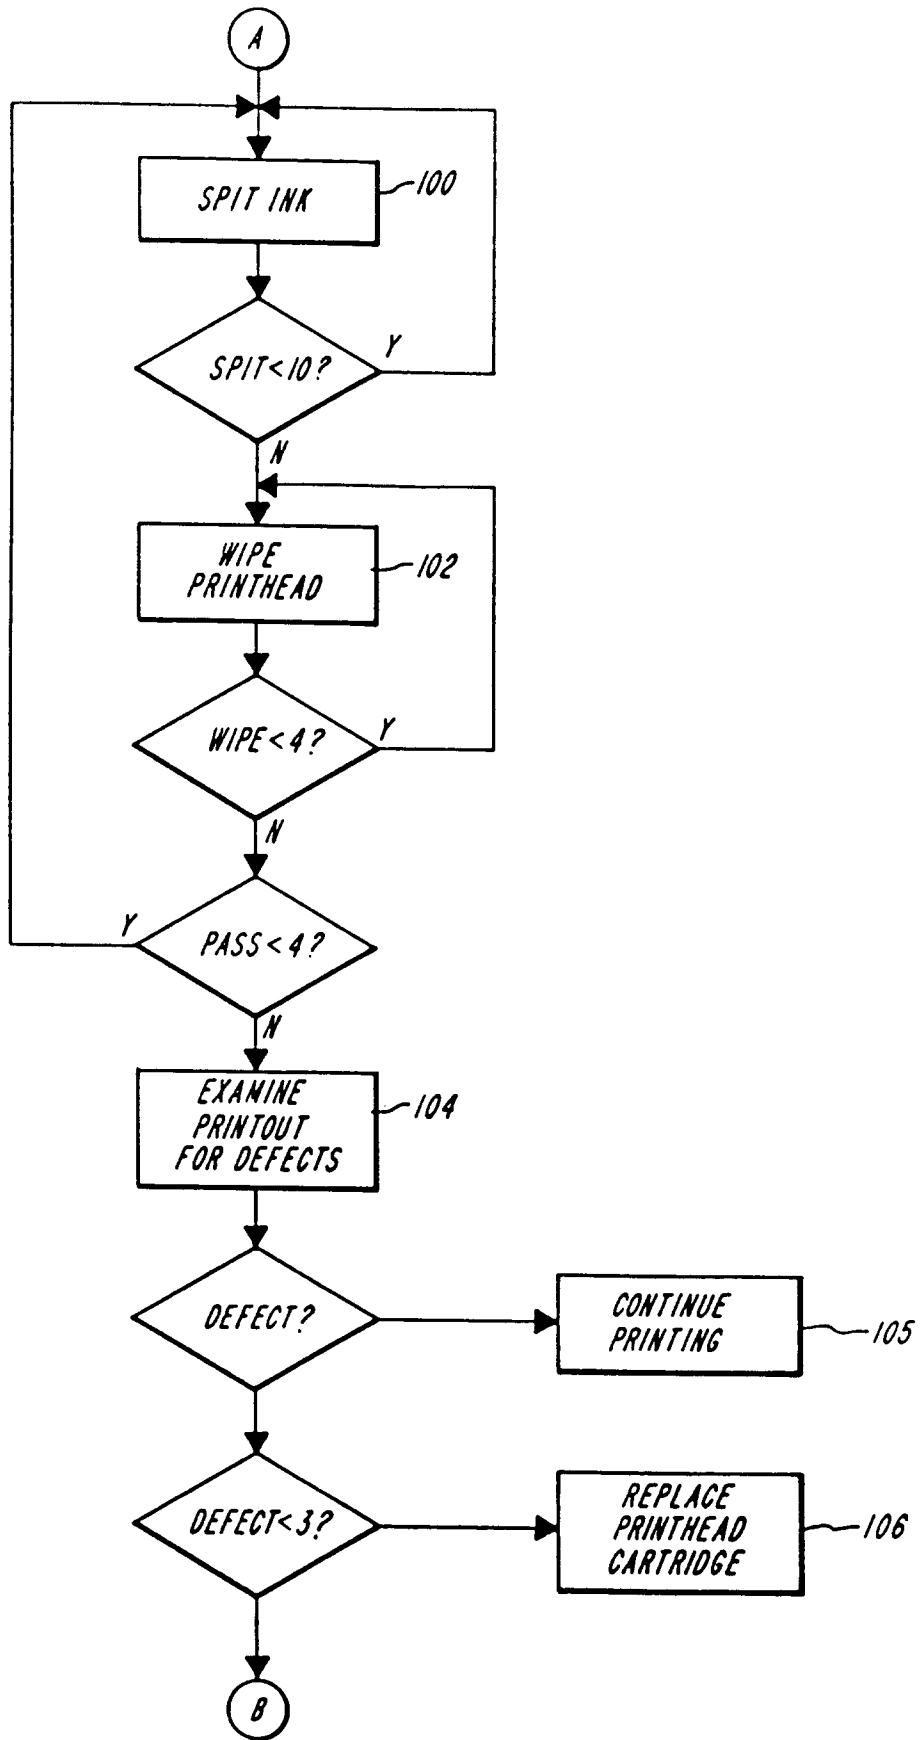 A
SPIT INK
100
SPIT<10?
Y
N
WIPE
PRINTHEAD
102
WIPE<4?
Y
N
Y
PASS<4?
N
EXAMINE
PRINTOUT
FOR DEFECTS
104
DEFECT?
CONTINUE
PRINTING
105
DEFECT<3?
REPLACE
PRINTHEAD
CARTRIDGE
106
B